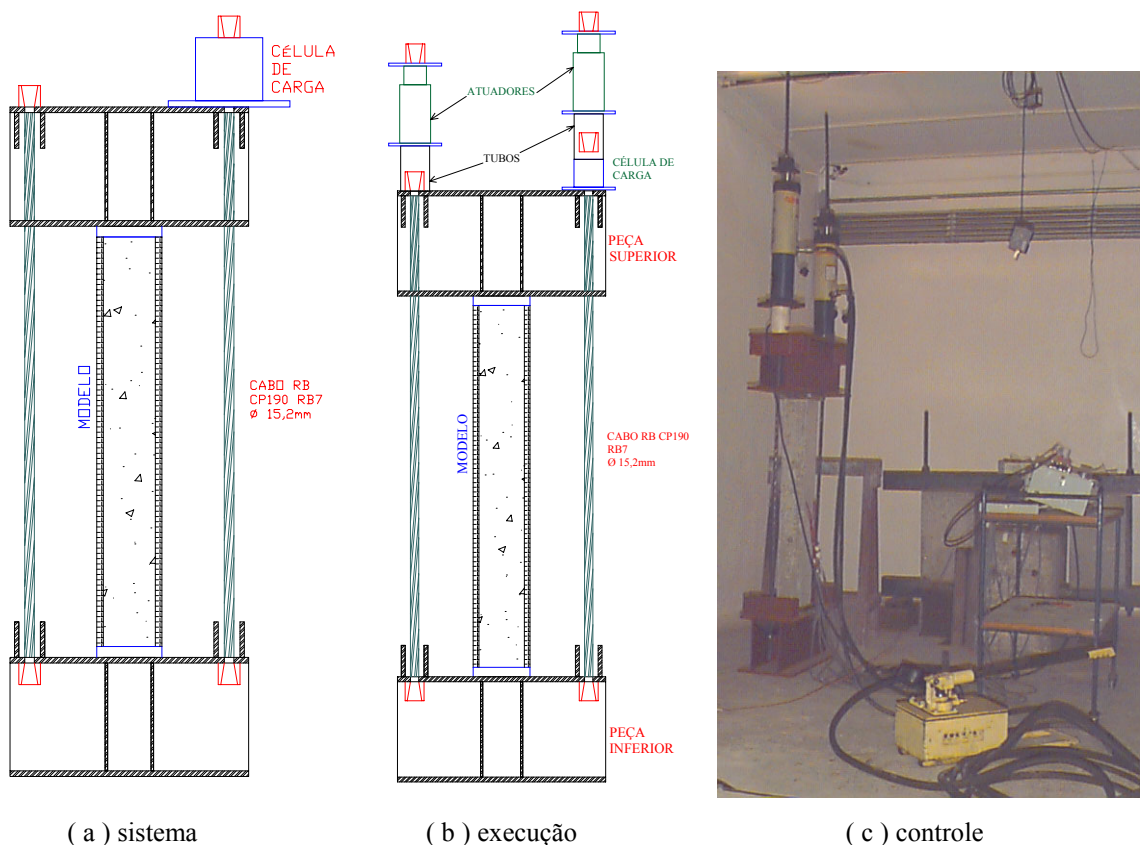 CÉLULA
DE
CARGA
MODELO
CABO RB
CP190 RB7
Ø 15,2mm
ATUADORES
TUBOS
CÉLULA DE
CARGA
PEÇA
SUPERIOR
MODELO
CABO RB CP190
RB7
Ø 15,2mm
PEÇA
INFERIOR
( a ) sistema
( b ) execução
( c ) controle